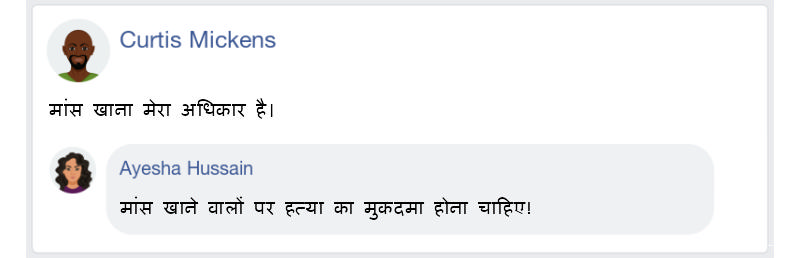 Curtis Mickens
मांस खाना मेरा अधिकार है।
Ayesha Hussain
मांस खाने वालों पर हत्या का मुकदमा होना चाहिए!